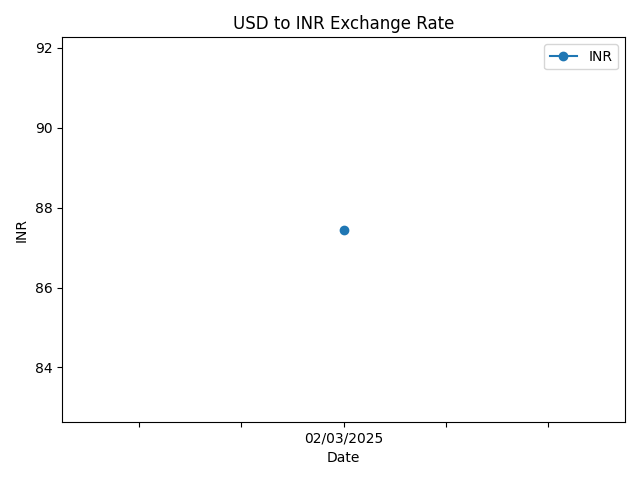 USD to INR Exchange Rate
INR
92
90
88
86
84
INR
02/03/2025
Date